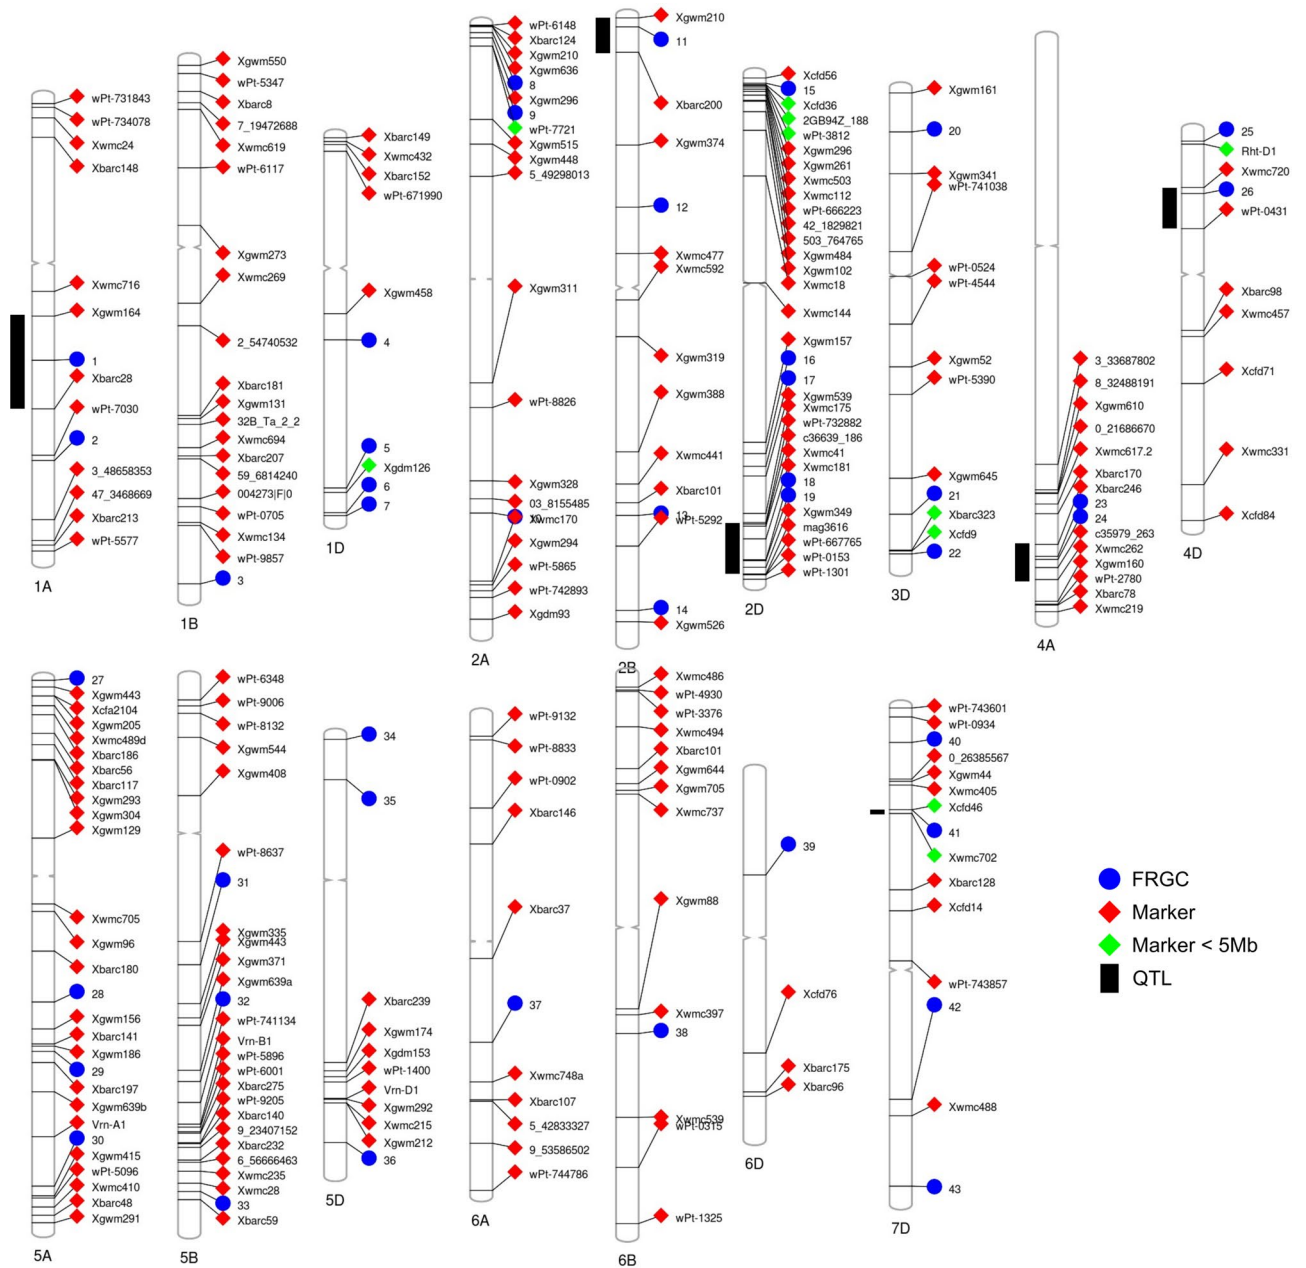 wPt-731843
wPt-734078
Xwmc24
Xbarc148
Xwmc716
Xgwm164
1
Xbarc28
wPt-7030
2
3_48658353
47_3468669
Xbarc213
wPt-5577
1A
Xgwm550
wPt-5347
Xbarc8
7_19472688
Xwmc619
wPt-6117
Xgwm273
Xwmc269
2_54740532
Xbarc181
Xgwm131
32B_Ta_2_2
Xwmc694
Xbarc207
59_6814240
004273|F|0
wPt-0705
Xwmc134
wPt-9857
3
1B
Xbarc149
Xwmc432
Xbarc152
wPt-671990
Xgwm458
4
5
Xgdm126
6
7
1D
wPt-6148
Xbarc124
Xgwm210
Xgwm636
8
Xgwm296
9
wPt-7721
Xgwm515
Xgwm448
5_49298013
Xgwm311
wPt-8826
Xgwm328
03_8155485
Xwmc170
Xgwm294
wPt-5865
wPt-742893
Xgdm93
2A
Xgwm210
11
Xbarc200
Xgwm374
12
Xwmc477
Xwmc592
Xgwm319
Xgwm388
Xwmc441
Xbarc101
13
wPt-5292
14
Xgwm526
2B
Xcfd56
15
Xcfd36
2GB94Z_188
wPt-3812
Xgwm296
Xgwm261
Xwmc503
Xwmc112
wPt-666223
42_1829821
503_764765
Xgwm484
Xgwm102
Xwmc18
Xwmc144
Xgwm157
16
17
Xgwm539
Xwmc175
wPt-732882
c36639_186
Xwmc41
Xwmc181
18
19
Xgwm349
mag3616
wPt-667765
wPt-0153
wPt-1301
2D
Xgwm161
20
Xgwm341
wPt-741038
wPt-0524
wPt-4544
Xgwm52
wPt-5390
Xgwm645
21
Xbarc323
Xcfd9
22
3D
3_33687802
8_32488191
Xgwm610
0_21686670
Xwmc617.2
Xbarc170
Xbarc246
23
24
c35979_263
Xwmc262
Xgwm160
wPt-2780
Xbarc78
Xwmc219
4A
25
Rht-D1
Xwmc720
26
wPt-0431
Xbarc98
Xwmc457
Xcfd71
Xwmc331
Xcfd84
4D
27
Xgwm443
Xcfa2104
Xgwm205
Xwmc489d
Xbarc186
Xbarc56
Xbarc117
Xgwm293
Xgwm304
Xgwm129
Xwmc705
Xgwm96
Xbarc180
28
Xgwm156
Xbarc141
Xgwm186
29
Xbarc197
Xgwm639b
Vrn-A1
30
Xgwm415
wPt-5096
Xwmc410
Xbarc48
Xgwm291
5A
wPt-6348
wPt-9006
wPt-8132
Xgwm544
Xgwm408
wPt-8637
31
Xgwm335
Xgwm443
Xgwm371
Xgwm639a
32
wPt-741134
Vrn-B1
wPt-5896
wPt-6001
Xbarc275
wPt-9205
Xbarc140
9_23407152
Xbarc232
6_56666463
Xwmc235
Xwmc28
33
Xbarc59
5B
34
35
Xbarc239
Xgwm174
Xgdm153
wPt-1400
Vrn-D1
Xgwm292
Xwmc215
Xgwm212
36
5D
wPt-9132
wPt-8833
wPt-0902
Xbarc146
Xbarc37
37
Xwmc748a
Xbarc107
5_42833327
9_53586502
wPt-744786
6A
Xwmc486
wPt-4930
wPt-3376
Xwmc494
Xbarc101
Xgwm644
Xgwm705
Xwmc737
Xgwm88
Xwmc397
38
Xwmc539
wPt-0315
wPt-1325
6B
39
Xcfd76
Xbarc175
Xbarc96
6D
wPt-743601
wPt-0934
40
0_26385567
Xgwm44
Xwmc405
Xcfd46
41
Xwmc702
Xbarc128
Xcfd14
wPt-743857
42
Xwmc488
43
7D
FRGC
Marker
Marker < 5Mb
QTL